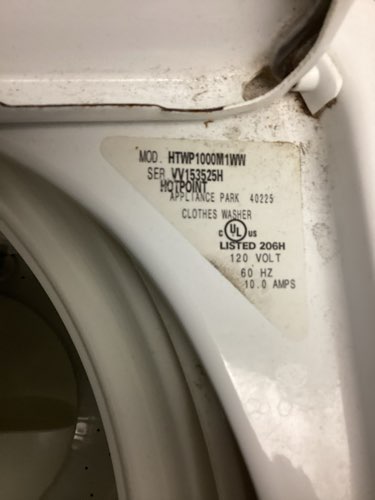 MOD. HTWP1000M1WW
SER VV153525H
HOTPOINT
APPLIANCE PARK 40225
CLOTHES WASHER
C UL US
LISTED 206H
120 VOLT
60 HZ
10.0 AMPS